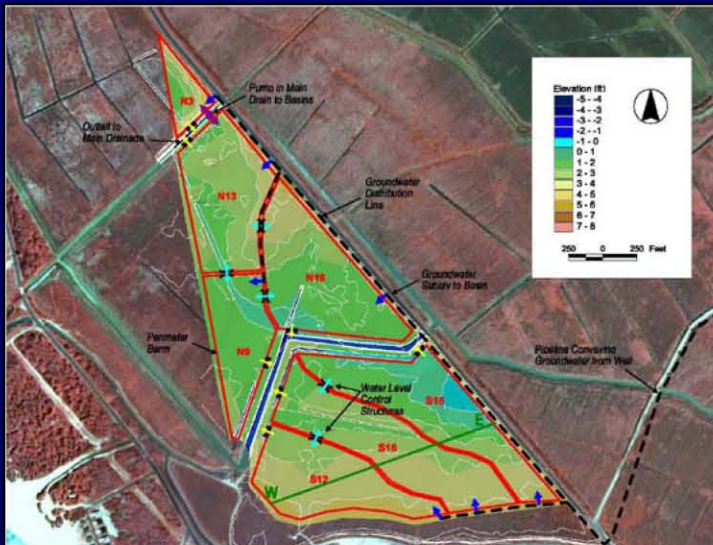 Elevation (ft)
-5 - -4
-4 - -3
-3 - -2
-2 - -1
-1 - 0
0 - 1
1 - 2
2 - 3
3 - 4
4 - 5
5 - 6
6 - 7
7 - 8
250 0 250 Feet
N3
Pump in Main
Drain to Basins
Outfall to
Main Drainage
N13
Groundwater
Distribution
Line
N16
Groundwater
Supply to Basin
Perimeter
Berm
N9
Pipeline Conveying
Groundwater from Well
Water Level
Control
Structures
S15
E
S18
S12
W